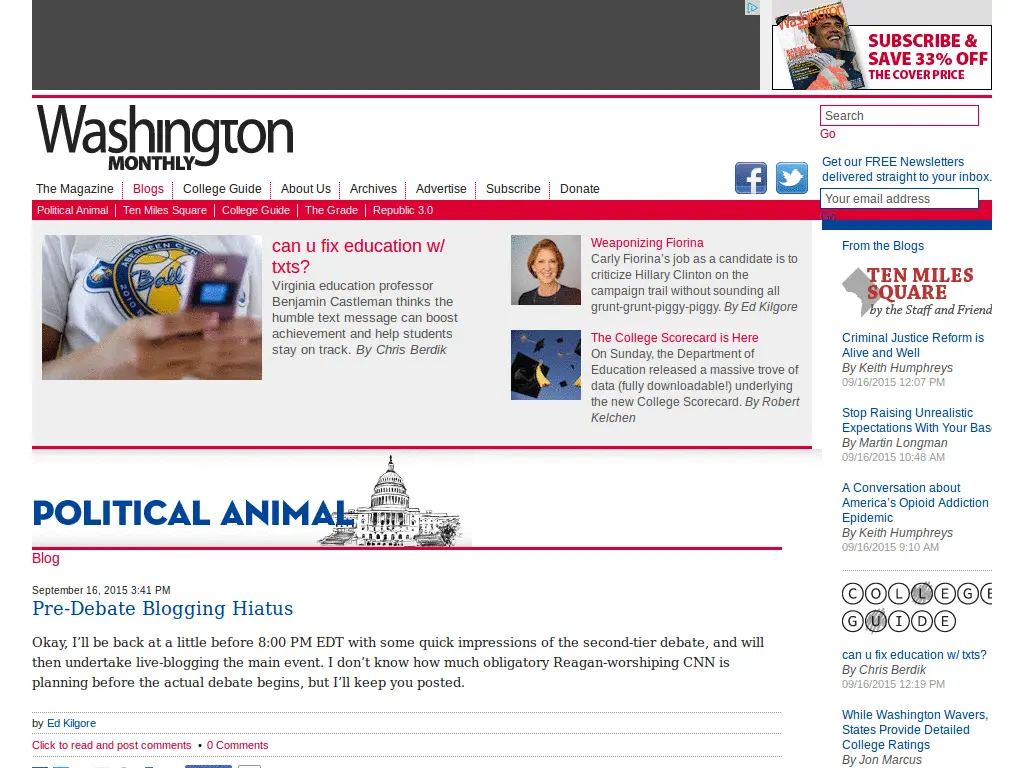 Washington
SUBSCRIBE &
SAVE 33% OFF
THE COVER PRICE
Washington
MONTHLY
Search
Go
Get our FREE Newsletters
delivered straight to your inbox.
Your email address
Go
The Magazine
Blogs
College Guide
About Us
Archives
Advertise
Subscribe
Donate
Political Animal
Ten Miles Square
College Guide
The Grade
Republic 3.0
can u fix education w/
txts?
Virginia education professor
Benjamin Castleman thinks the
humble text message can boost
achievement and help students
stay on track. By Chris Berdik
Weaponizing Fiorina
Carly Fiorina’s job as a candidate is to
criticize Hillary Clinton on the
campaign trail without sounding all
grunt-grunt-piggy-piggy. By Ed Kilgore
The College Scorecard is Here
On Sunday, the Department of
Education released a massive trove of
data (fully downloadable!) underlying
the new College Scorecard. By Robert
Kelchen
POLITICAL ANIMAL
Blog
September 16, 2015 3:41 PM
Pre-Debate Blogging Hiatus
Okay, I’ll be back at a little before 8:00 PM EDT with some quick impressions of the second-tier debate, and will
then undertake live-blogging the main event. I don’t know how much obligatory Reagan-worshiping CNN is
planning before the actual debate begins, but I’ll keep you posted.
by Ed Kilgore
Click to read and post comments • 0 Comments
From the Blogs
TEN MILES
SQUARE
by the Staff and Friend
Criminal Justice Reform is
Alive and Well
By Keith Humphreys
09/16/2015 12:07 PM
Stop Raising Unrealistic
Expectations With Your Bas
By Martin Longman
09/16/2015 10:48 AM
A Conversation about
America’s Opioid Addiction
Epidemic
By Keith Humphreys
09/16/2015 9:10 AM
COLLEGE
GUIDE
can u fix education w/ txts?
By Chris Berdik
09/16/2015 12:19 PM
While Washington Wavers,
States Provide Detailed
College Ratings
By Jon Marcus